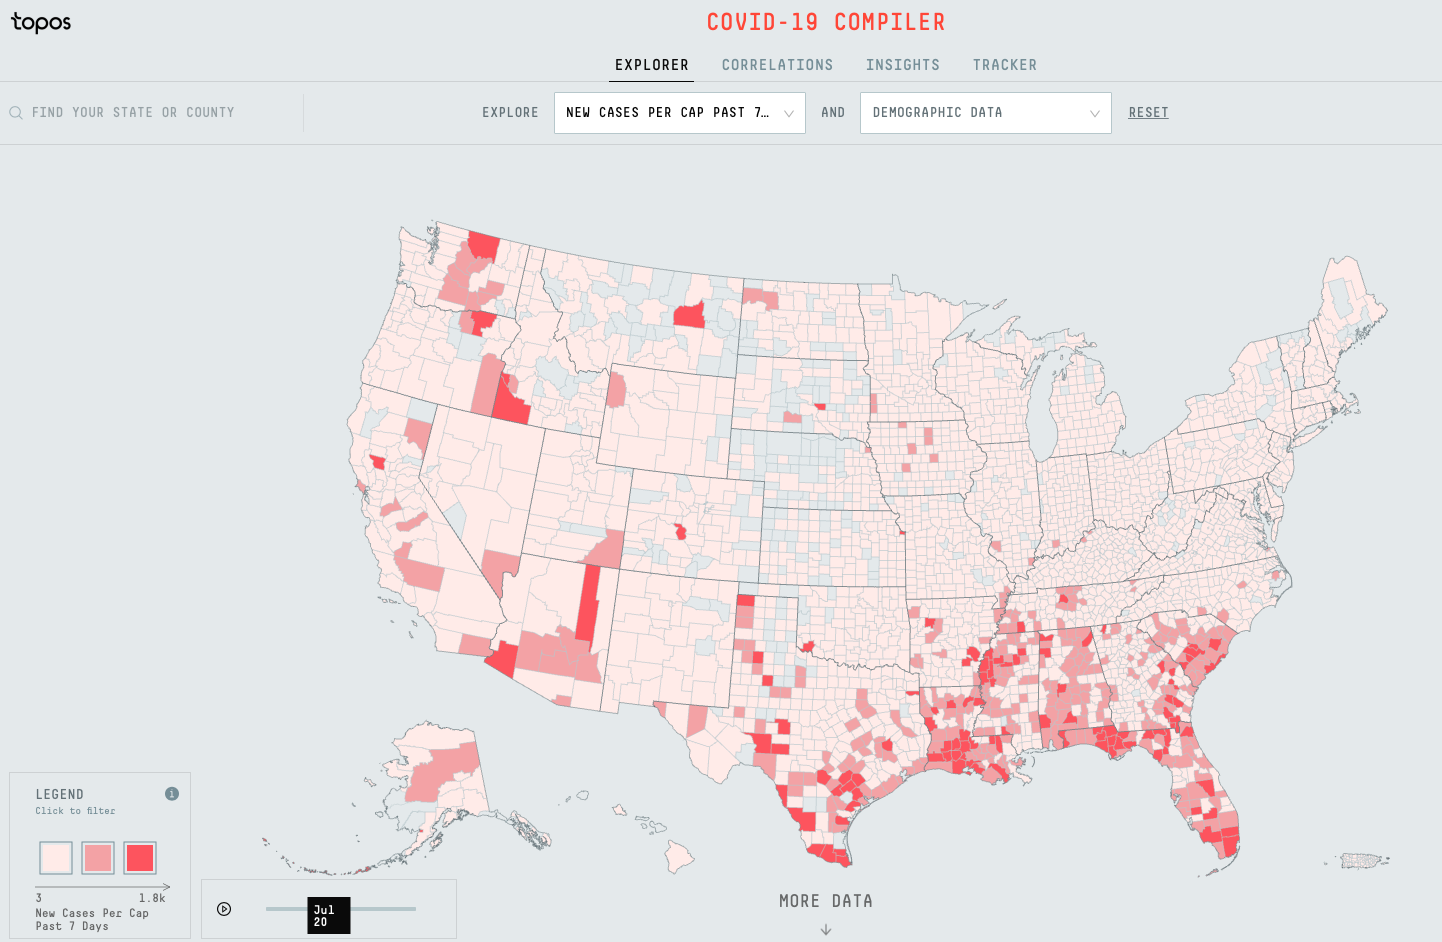 topos
COVID-19 COMPILER
EXPLORER CORRELATIONS INSIGHTS TRACKER
FIND YOUR STATE OR COUNTY
EXPLORE NEW CASES PER CAP PAST 7… AND DEMOGRAPHIC DATA RESET
LEGEND i
Click to filter
3 1.8k
New Cases Per Cap
Past 7 Days
Jul
20
MORE DATA